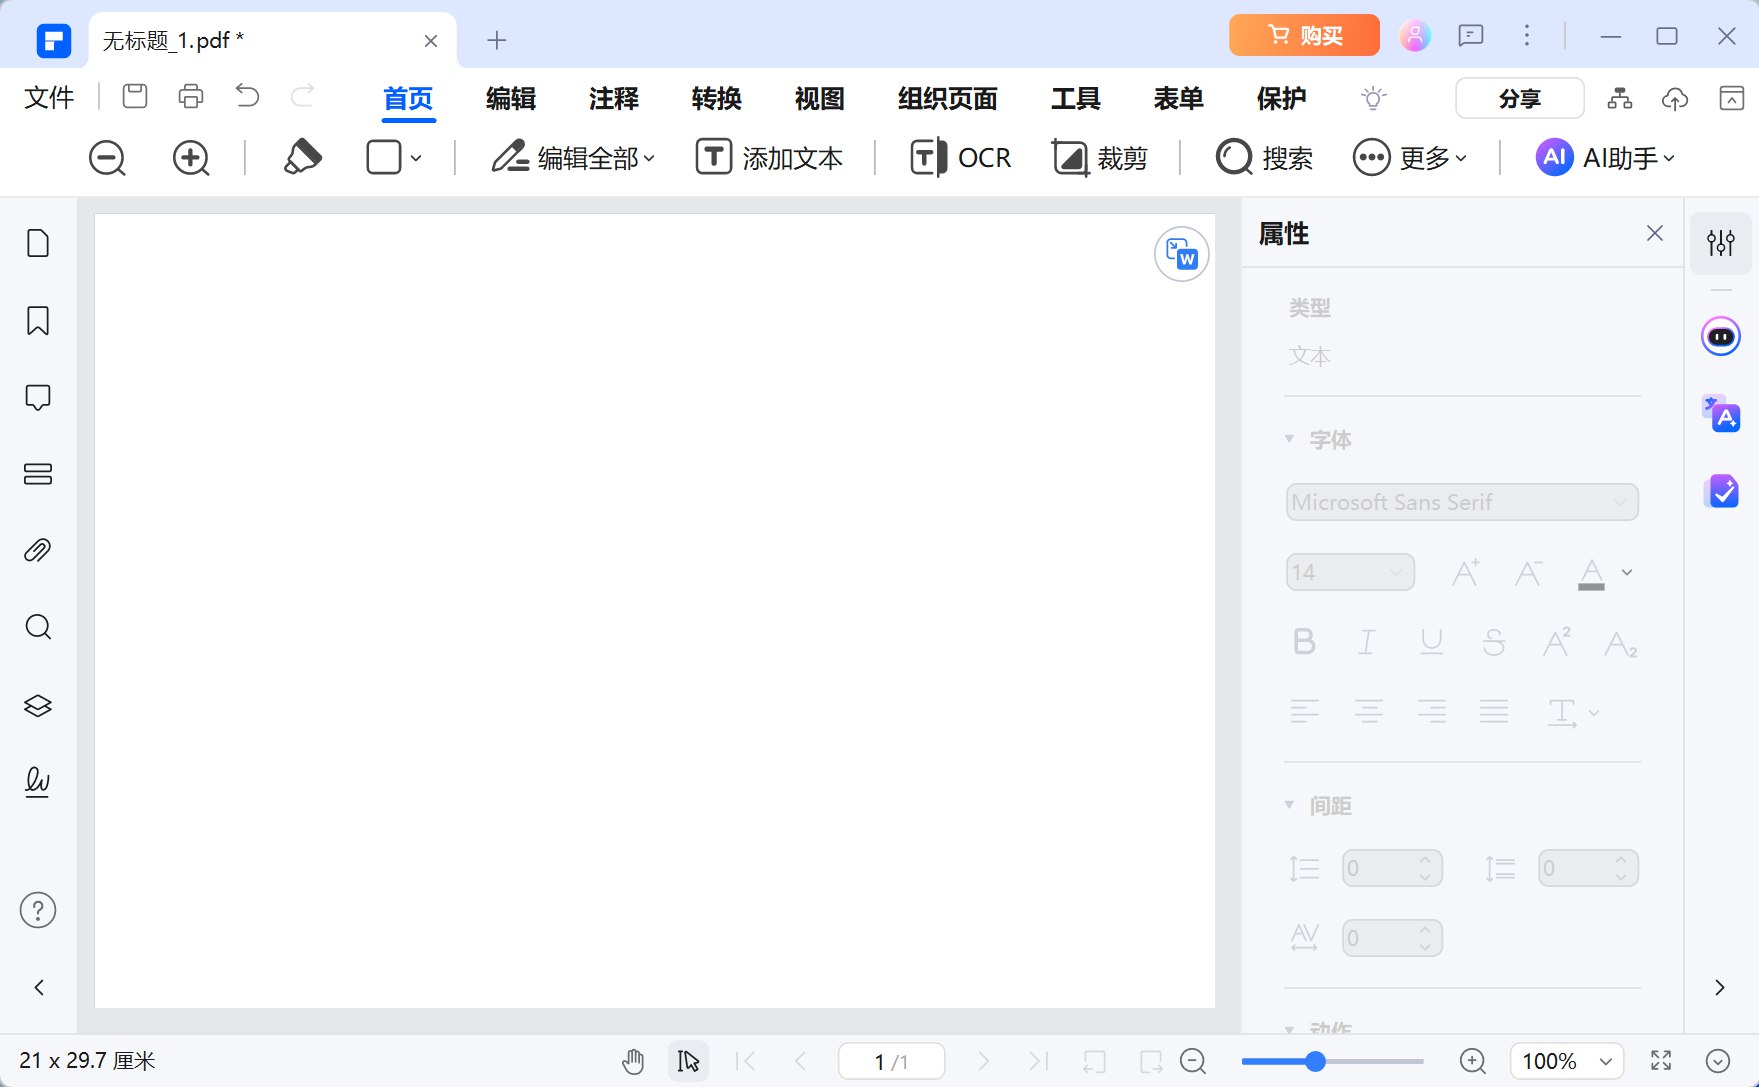 无标题_1.pdf *
购买
文件
首页 编辑 注释 转换 视图 组织页面 工具 表单 保护
分享
编辑全部 添加文本 OCR 裁剪 搜索 更多 AI AI助手
W
属性
类型
文本
字体
Microsoft Sans Serif
14
间距
0 0
0
动作
21 x 29.7 厘米
1 /1
100%